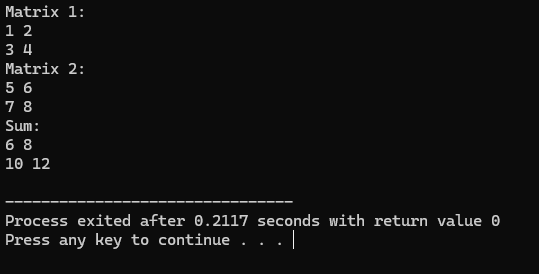 Matrix 1:
1 2
3 4
Matrix 2:
5 6
7 8
Sum:
6 8
10 12
--------------------------------
Process exited after 0.2117 seconds with return value 0
Press any key to continue . . .